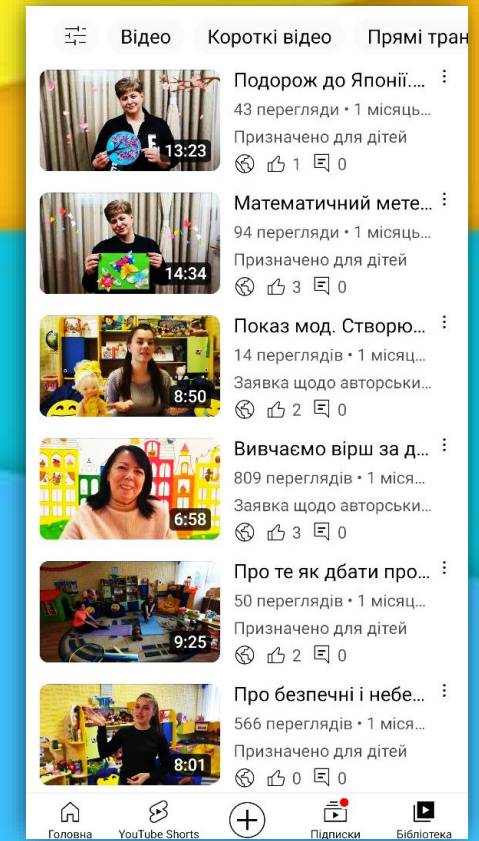 Відео
Короткі відео
Прямі тран
Подорож до Японії....
43 перегляди • 1 місяць...
Призначено для дітей
1
0
13:23
Математичний мете...
94 перегляди • 1 місяць...
Призначено для дітей
3
0
14:34
Показ мод. Створю...
14 переглядів • 1 місяц...
Заявка щодо авторськи...
2
0
8:50
Вивчаємо вірш за д...
809 переглядів • 1 міся...
Заявка щодо авторськи...
3
0
6:58
Про те як дбати про...
50 переглядів • 1 місяц...
Призначено для дітей
2
0
9:25
Про безпечні і небе...
566 переглядів • 1 міся...
Призначено для дітей
0
0
8:01
Головна
YouTube Shorts
Підписки
Бібліотека